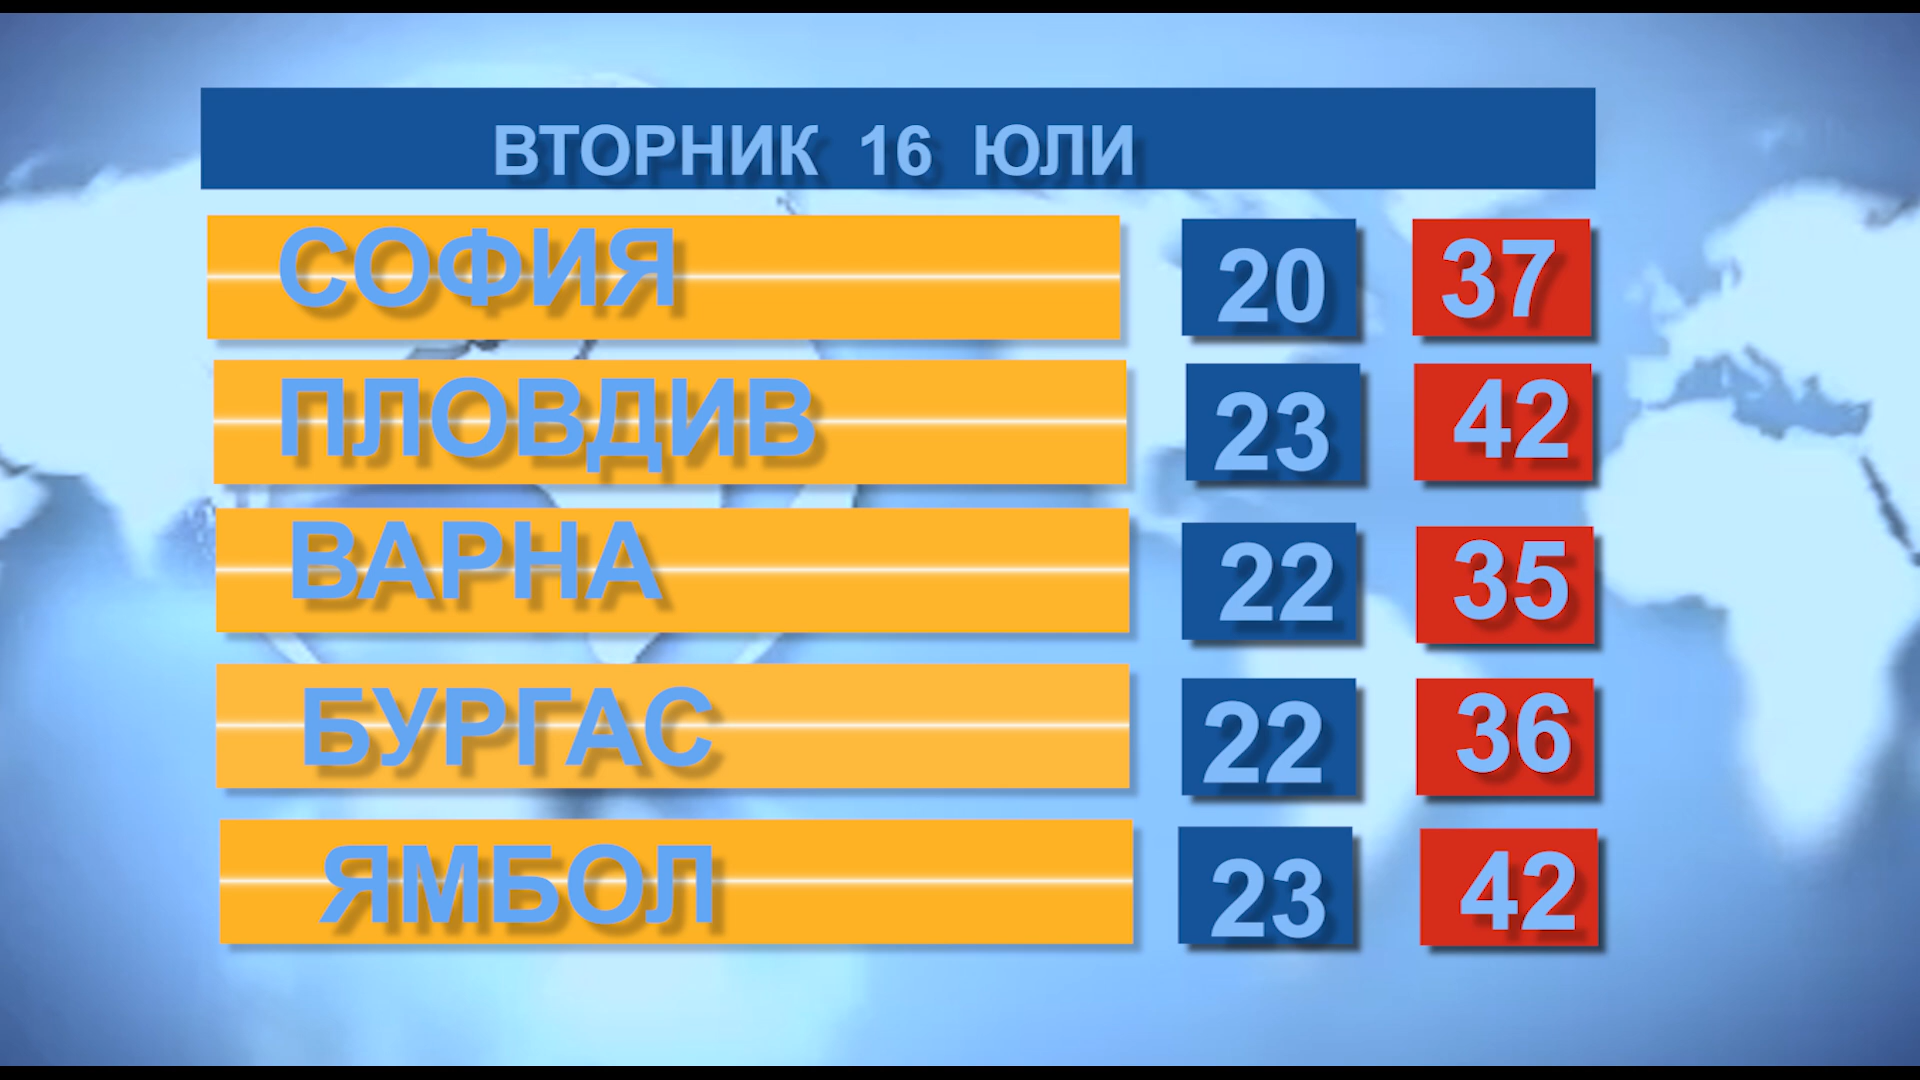 ВТОРНИК 16 ЮЛИ
СОФИЯ 20 37
ПЛОВДИВ 23 42
ВАРНА 22 35
БУРГАС 22 36
ЯМБОЛ 23 42